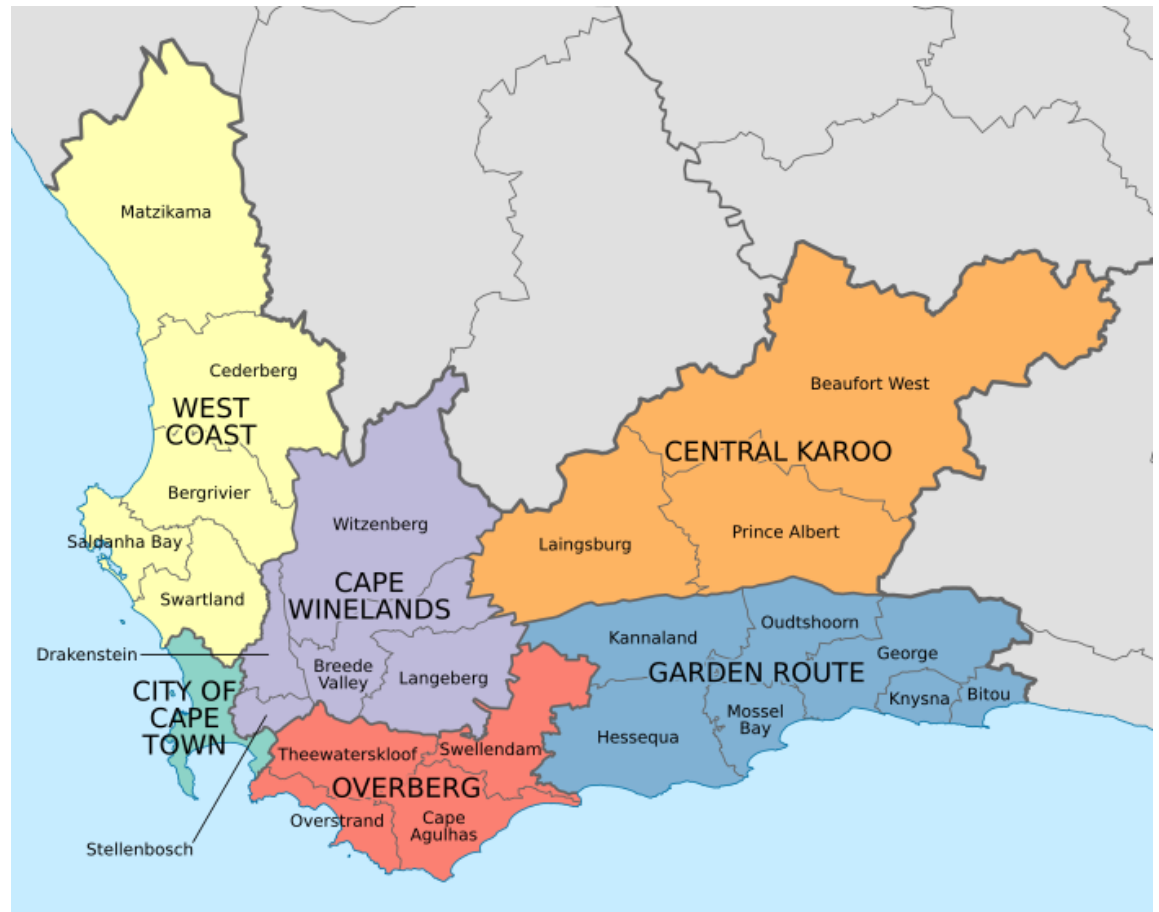 Matzikama
Cederberg
WEST
COAST
Bergrivier
Saldanha Bay
Swartland
Drakenstein
CITY OF
CAPE
TOWN
Stellenbosch
Witzenberg
CAPE
WINELANDS
Breede
Valley
Langeberg
Theewaterskloof
Swellendam
OVERBERG
Overstrand
Cape
Agulhas
Beaufort West
CENTRAL KAROO
Laingsburg
Prince Albert
Kannaland
Oudtshoorn
George
GARDEN ROUTE
Knysna
Bitou
Mossel
Bay
Hessequa